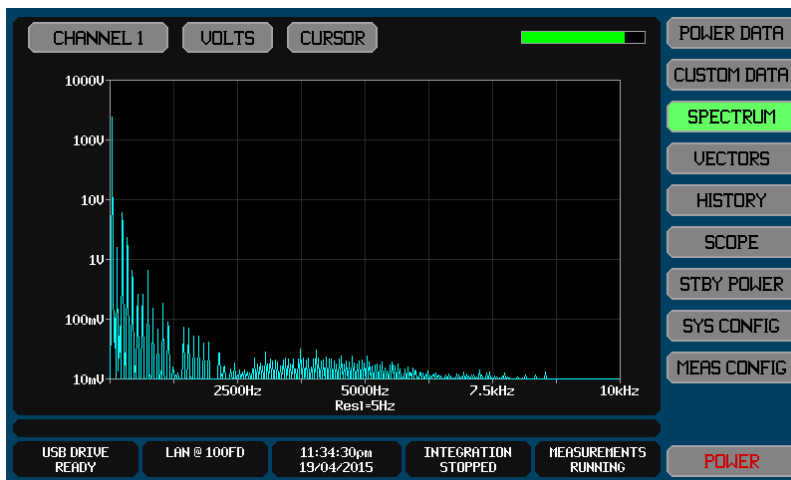 CHANNEL 1 VOLTS CURSOR
POWER DATA
CUSTOM DATA
SPECTRUM
VECTORS
HISTORY
SCOPE
STBY POWER
SYS CONFIG
MEAS CONFIG
POWER
1000V
100V
10V
1V
100mV
10mV
2500Hz 5000Hz 7.5kHz 10kHz
Resl=5Hz
USB DRIVE
READY
LAN @ 100FD
11:34:30pm
19/04/2015
INTEGRATION
STOPPED
MEASUREMENTS
RUNNING